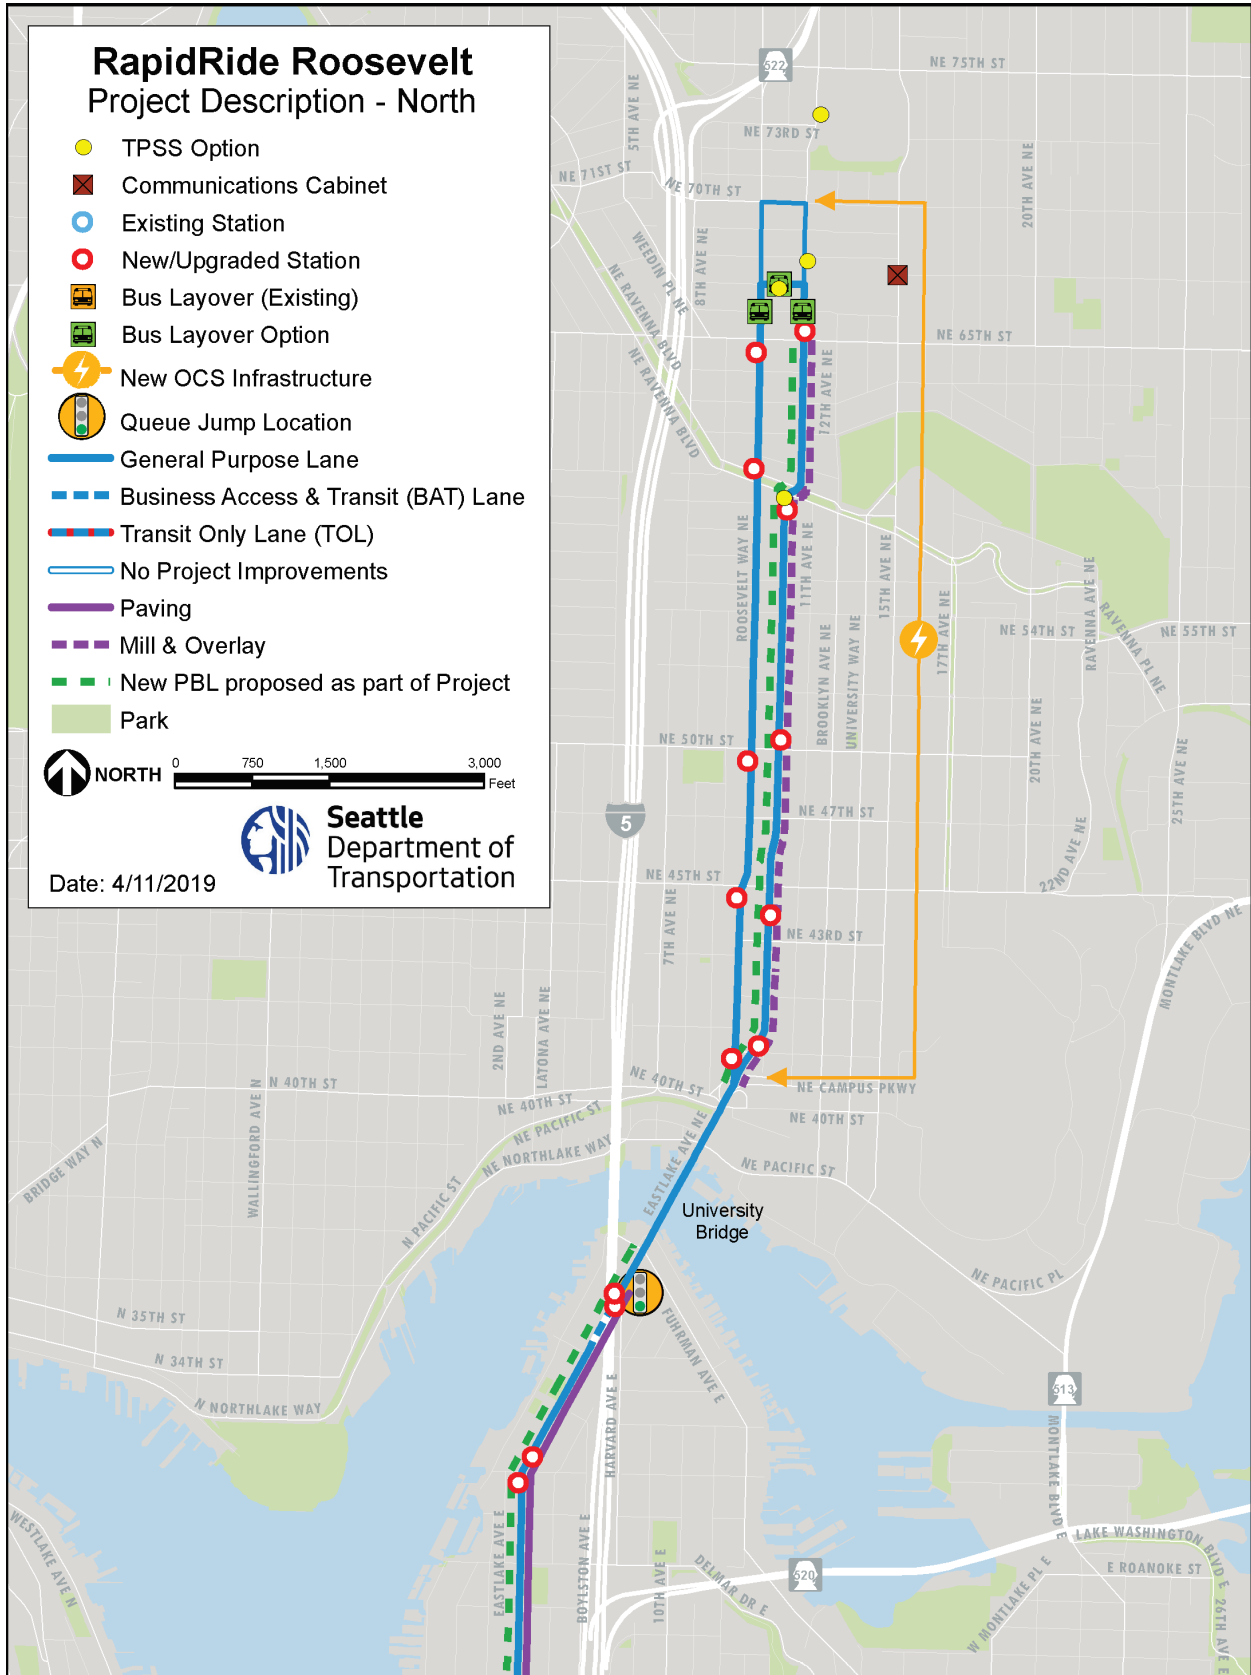 RapidRide Roosevelt
Project Description - North
TPSS Option
Communications Cabinet
Existing Station
New/Upgraded Station
Bus Layover (Existing)
Bus Layover Option
New OCS Infrastructure
Queue Jump Location
General Purpose Lane
Business Access & Transit (BAT) Lane
Transit Only Lane (TOL)
No Project Improvements
Paving
Mill & Overlay
New PBL proposed as part of Project
Park
NORTH
0 750 1,500 3,000
Feet
Seattle
Department of
Transportation
Date: 4/11/2019
522
NE 75TH ST
5TH AVE NE
NE 73RD ST
NE 71ST ST
NE 70TH ST
20TH AVE NE
WEEDIN PL NE
8TH AVE NE
NE RAVENNA BLVD
NE RAVENNA BLVD
NE 65TH ST
12TH AVE NE
ROOSEVELT WAY NE
11TH AVE NE
15TH AVE NE
17TH AVE NE
BROOKLYN AVE NE
UNIVERSITY WAY NE
NE 54TH ST
RAVENNA AVE NE
RAVENNA PL NE
NE 55TH ST
NE 50TH ST
20TH AVE NE
25TH AVE NE
5
NE 47TH ST
22ND AVE NE
NE 45TH ST
7TH AVE NE
NE 43RD ST
MONTLAKE BLVD NE
2ND AVE NE
LATONA AVE NE
N 40TH ST
WALLINGFORD AVE N
NE 40TH ST
NE 40TH ST
NE CAMPUS PKWY
NE 40TH ST
NE PACIFIC ST
NE NORTHLAKE WAY
BRIDGE WAY N
N PACIFIC ST
EASTLAKE AVE NE
NE PACIFIC ST
University
Bridge
NE PACIFIC PL
N 35TH ST
N 34TH ST
N NORTHLAKE WAY
FUHRMAN AVE E
HARVARD AVE E
513
MONTLAKE BLVD E
WESTLAKE AVE N
EASTLAKE AVE E
BOYLSTON AVE E
10TH AVE E
DELMAR DR E
520
LAKE WASHINGTON BLVD E
E ROANOKE ST
W MONTLAKE PL E
26TH AVE E